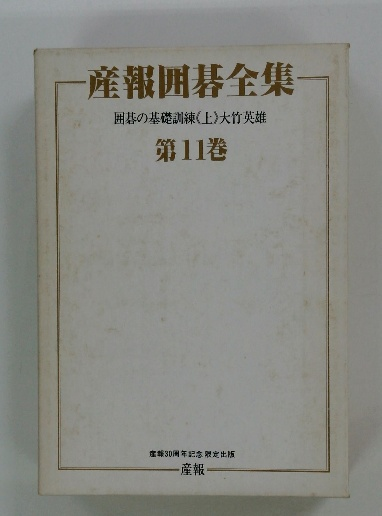 産報囲碁全集
囲碁の基礎訓練《上》大竹英雄
第11巻
産報30周年記念限定出版
産報